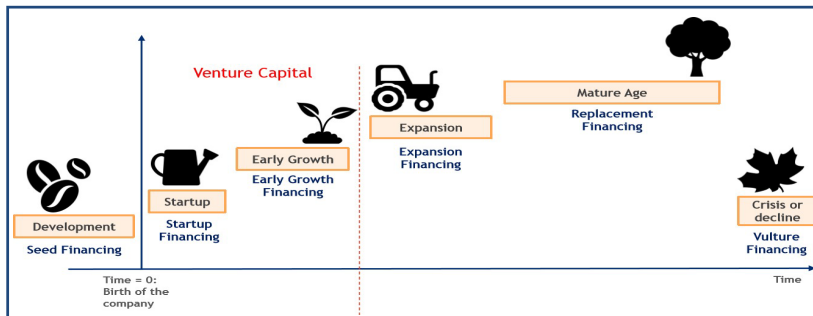 Venture Capital
Development
Seed Financing
Startup
Startup
Financing
Early Growth
Early Growth
Financing
Expansion
Expansion
Financing
Mature Age
Replacement
Financing
Crisis or
decline
Vulture
Financing
Time = 0:
Birth of the
company
Time